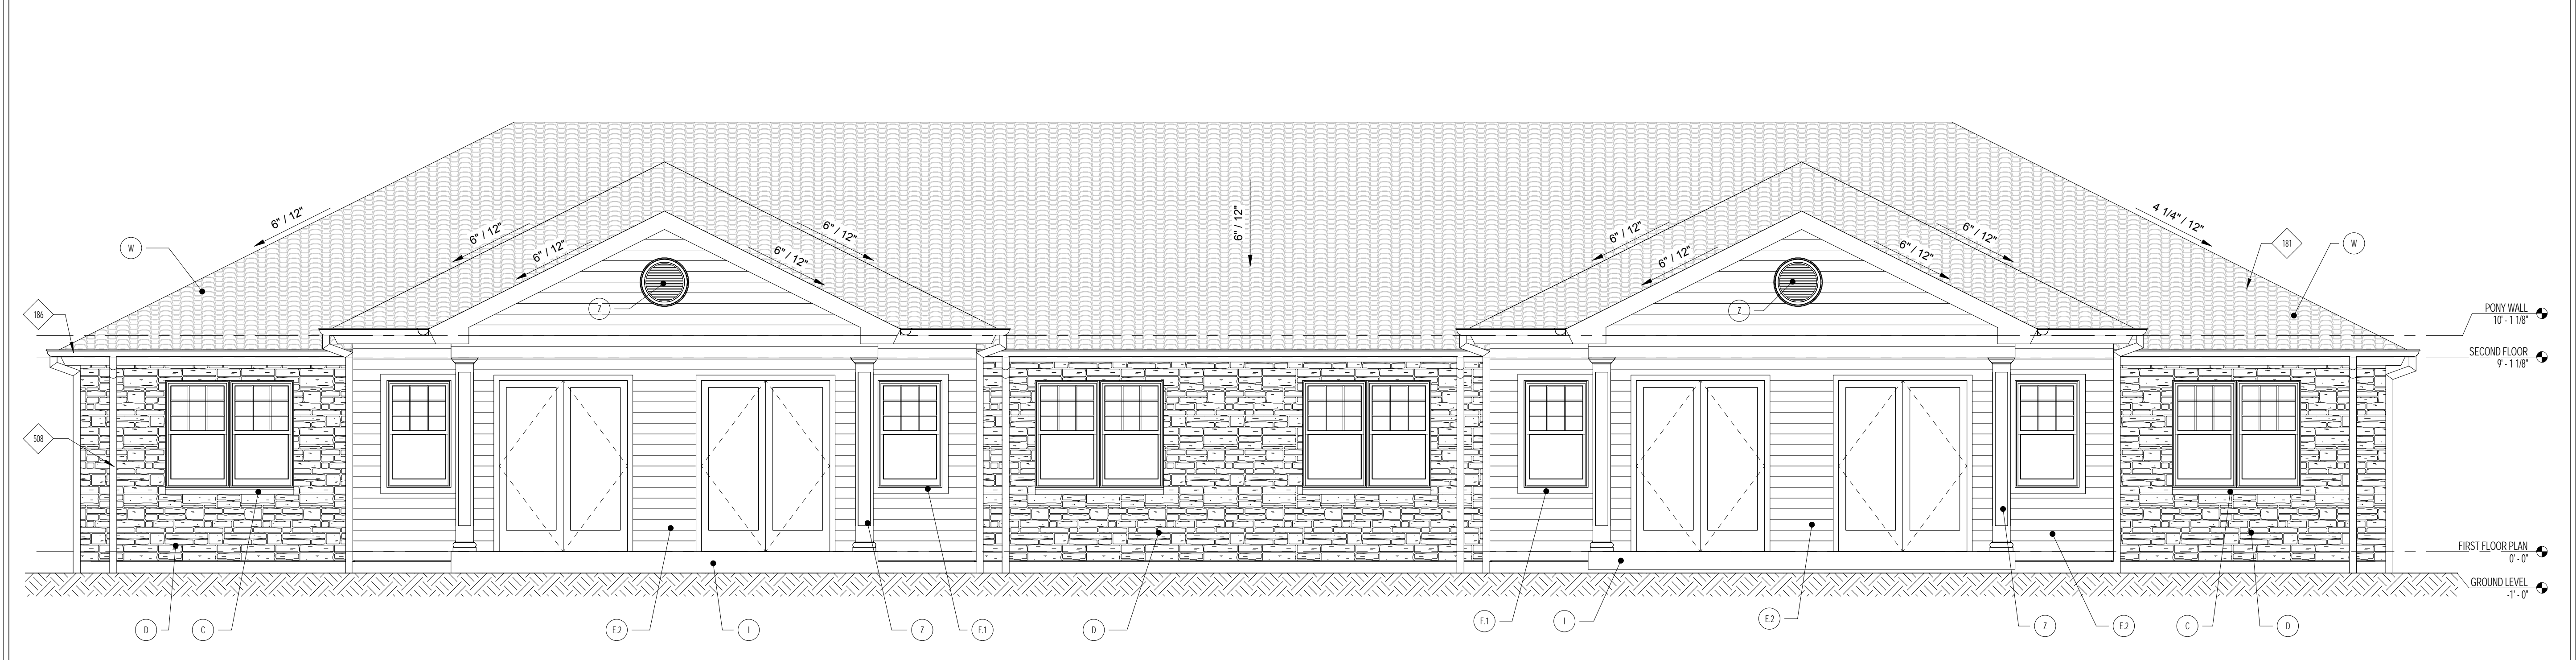 6" / 12"
4 1/4" / 12"
6" / 12"
6" / 12"
6" / 12"
6" / 12"
6" / 12"
6" / 12"
6" / 12"
6" / 12"
6" / 12"
6" / 12"
W
181
W
Z
Z
186
PONY WALL
10' - 1 1/8"
SECOND FLOOR
9' - 1 1/8"
508
FIRST FLOOR PLAN
0' - 0"
GROUND LEVEL
-1' - 0"
D
C
E.2
I
Z
F.1
D
F.1
I
E.2
Z
E.2
C
D